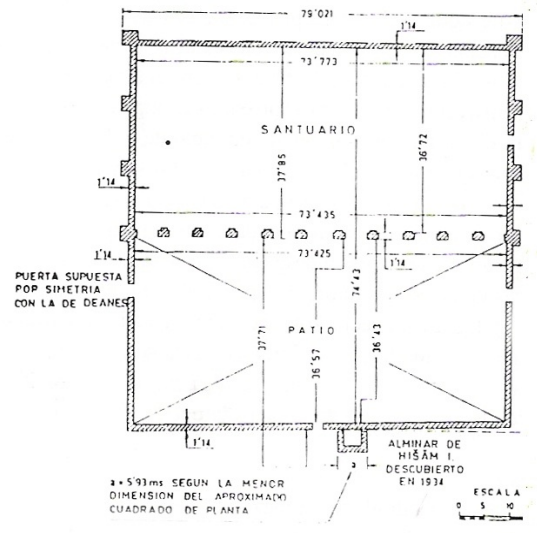 79'021
1'14
73'773
SANTUARIO
37'85
36'72
1'14
73'435
73'425
1'14
1'14
PUERTA SUPUESTA
POP SIMETRIA
CON LA DE DEANES
74'43
PATIO
37'71
36'57
36'43
1'14
ALMINAR DE
HIŠĀM I.
DESCUBIERTO
EN 1934
a
a = 5'93 ms SEGUN LA MENOR
DIMENSION DEL APROXIMADO
CUADRADO DE PLANTA
ESCALA
0 5 10